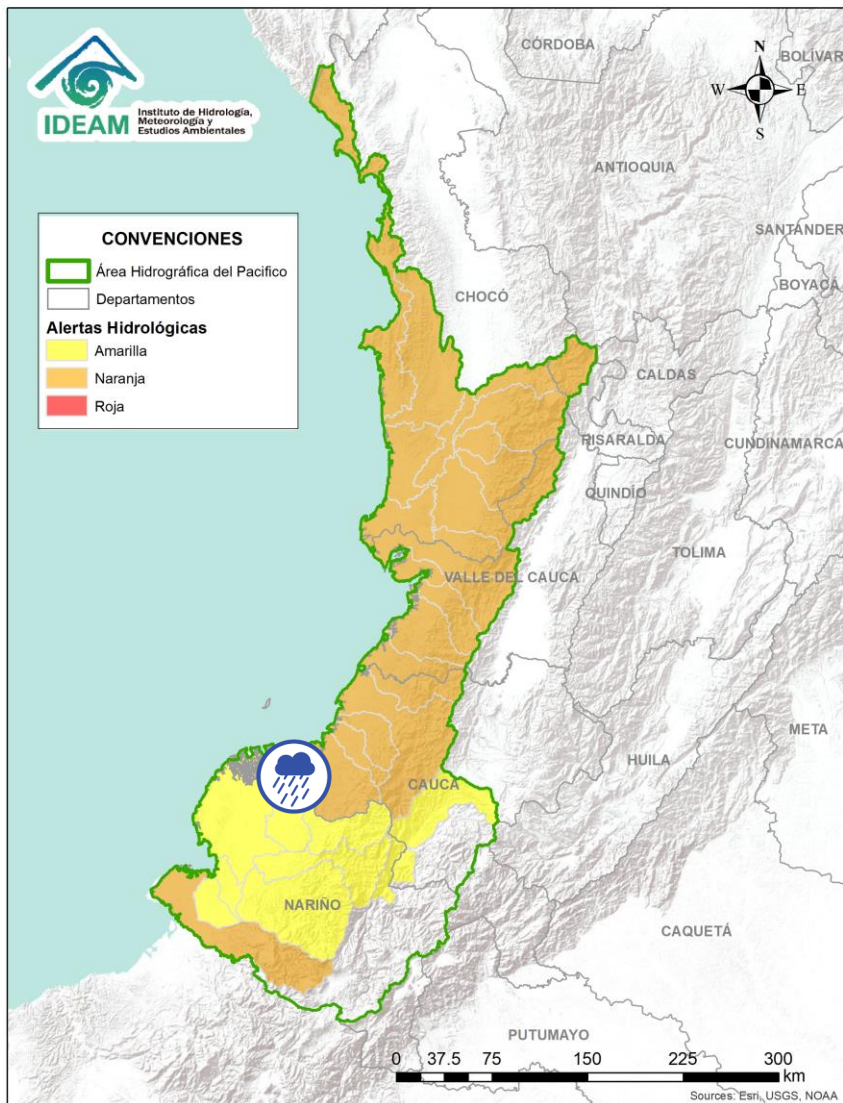 IDEAM
Instituto de Hidrología,
Meteorología y
Estudios Ambientales
CÓRDOBA
BOLÍVAR
N
W
E
S
ANTIOQUIA
SANTANDER
BOYACÁ
CONVENCIONES
Área Hidrográfica del Pacifico
Departamentos
Alertas Hidrológicas
Amarilla
Naranja
Roja
CHOCÓ
CALDAS
RISARALDA
CUNDINAMARCA
QUINDÍO
TOLIMA
VALLE DEL CAUCA
META
HUILA
CAUCA
NARIÑO
CAQUETÁ
PUTUMAYO
0 37.5 75 150 225 300
km
Sources: Esri, USGS, NOAA